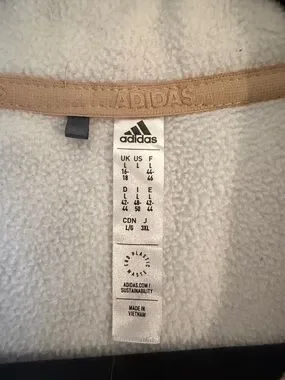 ADIDAS
adidas
UK US F
L L L
16- 44-
18 46
D I E
L L L
42- 48- 42-
44 50 44
CDN J
L/G 3XL
END PLASTIC WASTE
ADIDAS.COM/
SUSTAINABILITY
MADE IN
VIETNAM